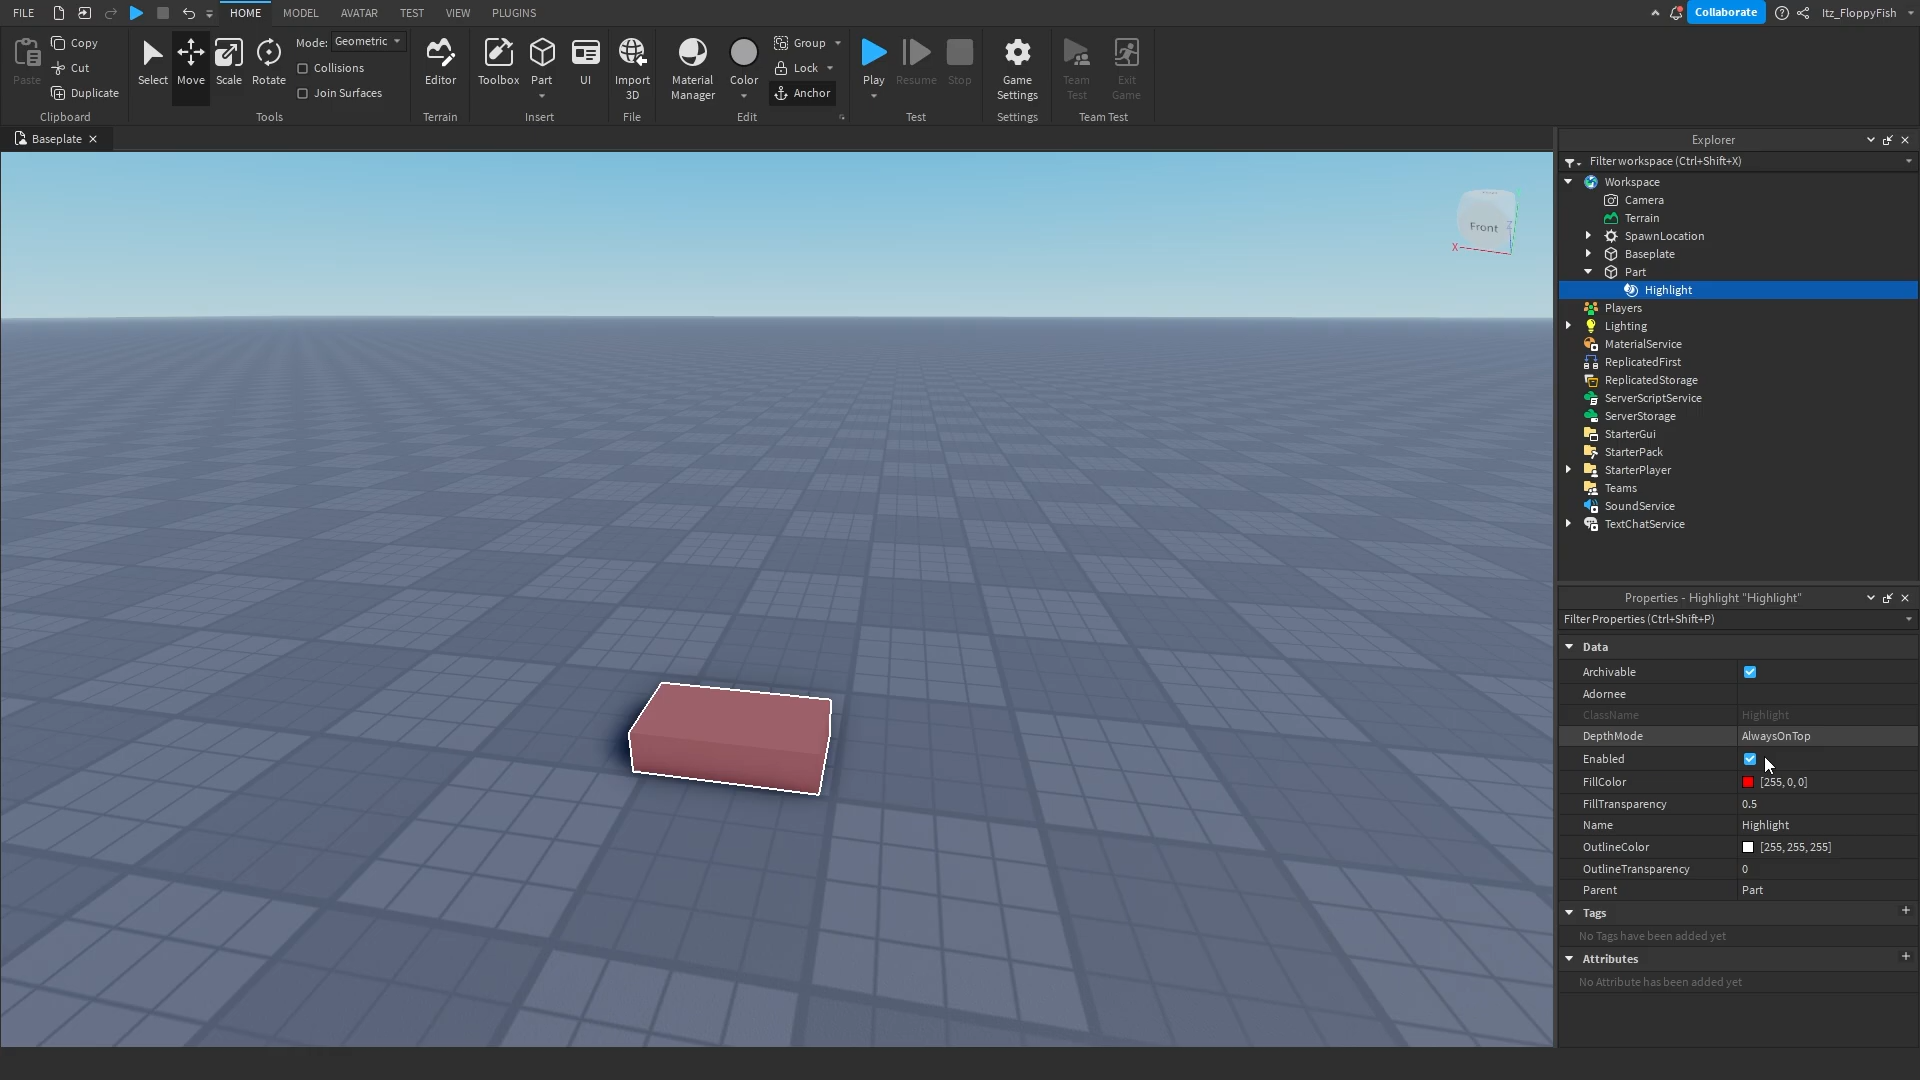 FILE HOME MODEL AVATAR TEST VIEW PLUGINS Collaborate Itz_FloppyFish
Paste Copy Cut Duplicate
Clipboard
Select Move Scale Rotate
Mode: Geometric
Collisions
Join Surfaces
Tools
Editor
Terrain
Toolbox Part UI
Insert
Import 3D
File
Material Manager Color
Group
Lock
Anchor
Edit
Play Resume Stop
Test
Game Settings
Settings
Team Test Exit Game
Team Test
Baseplate
Front
X
Z
Explorer
Filter workspace (Ctrl+Shift+X)
Workspace
Camera
Terrain
SpawnLocation
Baseplate
Part
Highlight
Players
Lighting
MaterialService
ReplicatedFirst
ReplicatedStorage
ServerScriptService
ServerStorage
StarterGui
StarterPack
StarterPlayer
Teams
SoundService
TextChatService
Properties - Highlight "Highlight"
Filter Properties (Ctrl+Shift+P)
Data
Archivable
Adornee
ClassName Highlight
DepthMode AlwaysOnTop
Enabled
FillColor [255, 0, 0]
FillTransparency 0.5
Name Highlight
OutlineColor [255, 255, 255]
OutlineTransparency 0
Parent Part
Tags +
No Tags have been added yet
Attributes +
No Attribute has been added yet